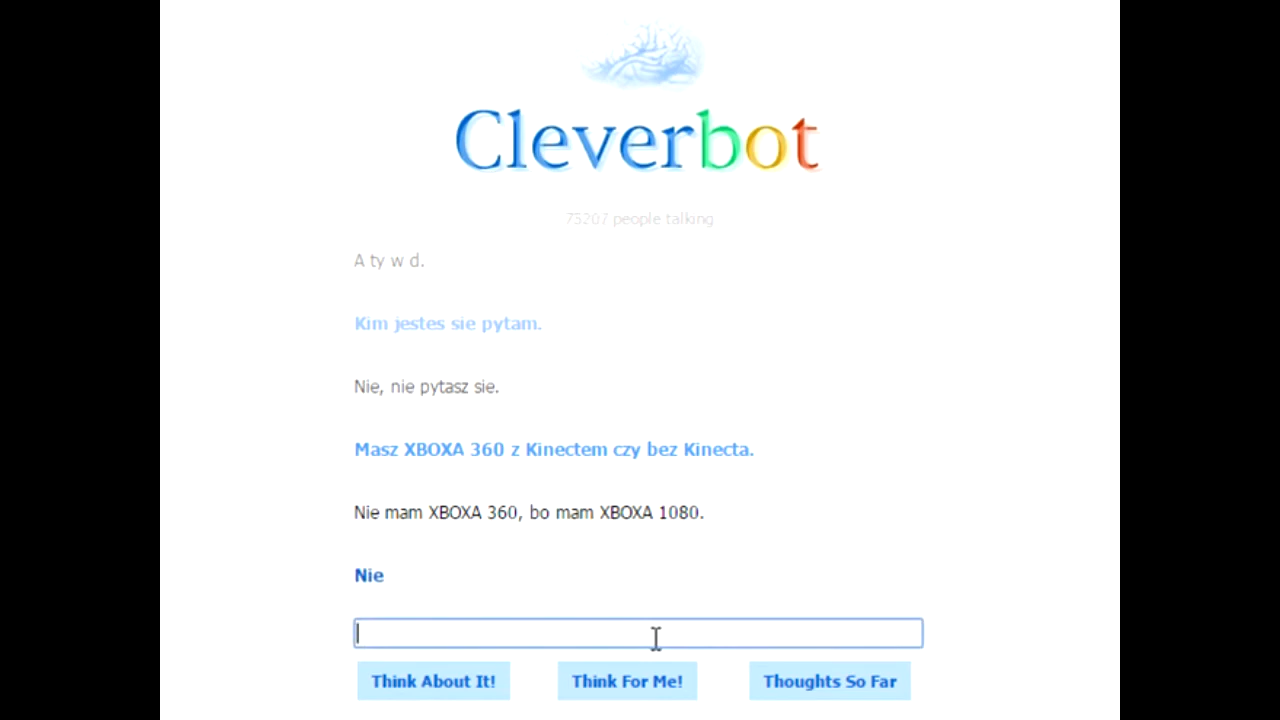 Cleverbot
75207 people talking
A ty w d.
Kim jestes sie pytam.
Nie, nie pytasz sie.
Masz XBOXA 360 z Kinectem czy bez Kinecta.
Nie mam XBOXA 360, bo mam XBOXA 1080.
Nie
Think About It! Think For Me! Thoughts So Far